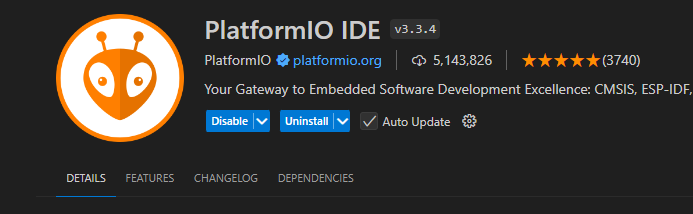 PlatformIO IDE v3.3.4
PlatformIO platformio.org 5,143,826 (3740)
Your Gateway to Embedded Software Development Excellence: CMSIS, ESP-IDF,
Disable Uninstall Auto Update
DETAILS FEATURES CHANGELOG DEPENDENCIES